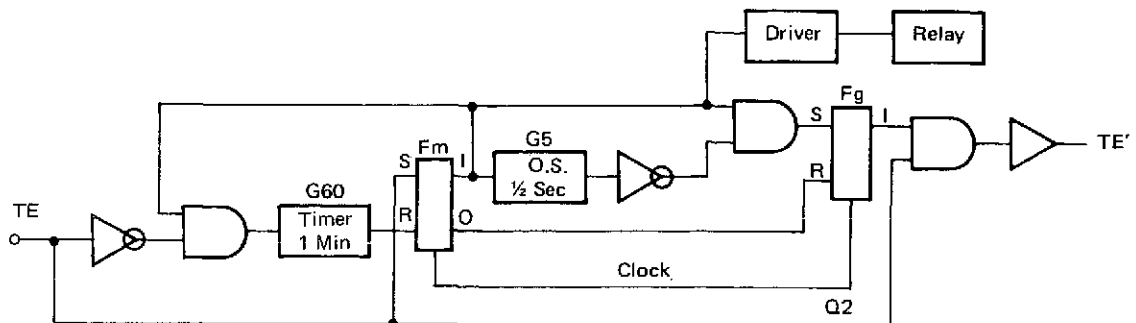 Driver
Relay
Fg
S
I
TE'
R
Fm
G5
S
I
O.S.
½ Sec
G60
R
O
Timer
1 Min
TE
Clock
Q2